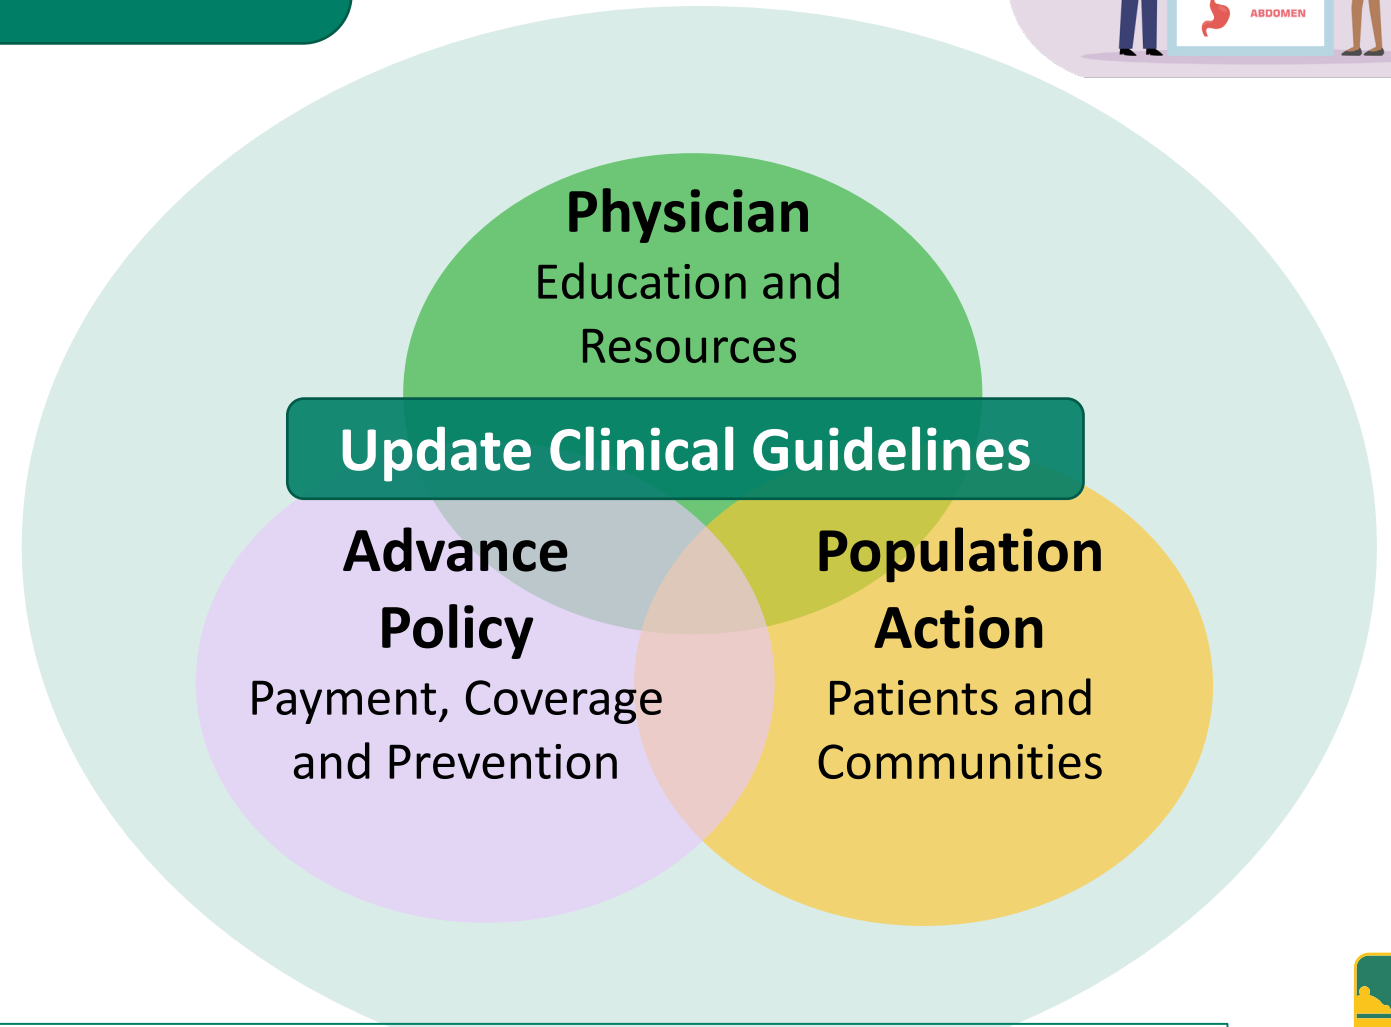 ABDOMEN
Physician
Education and
Resources
Update Clinical Guidelines
Advance
Policy
Payment, Coverage
and Prevention
Population
Action
Patients and
Communities